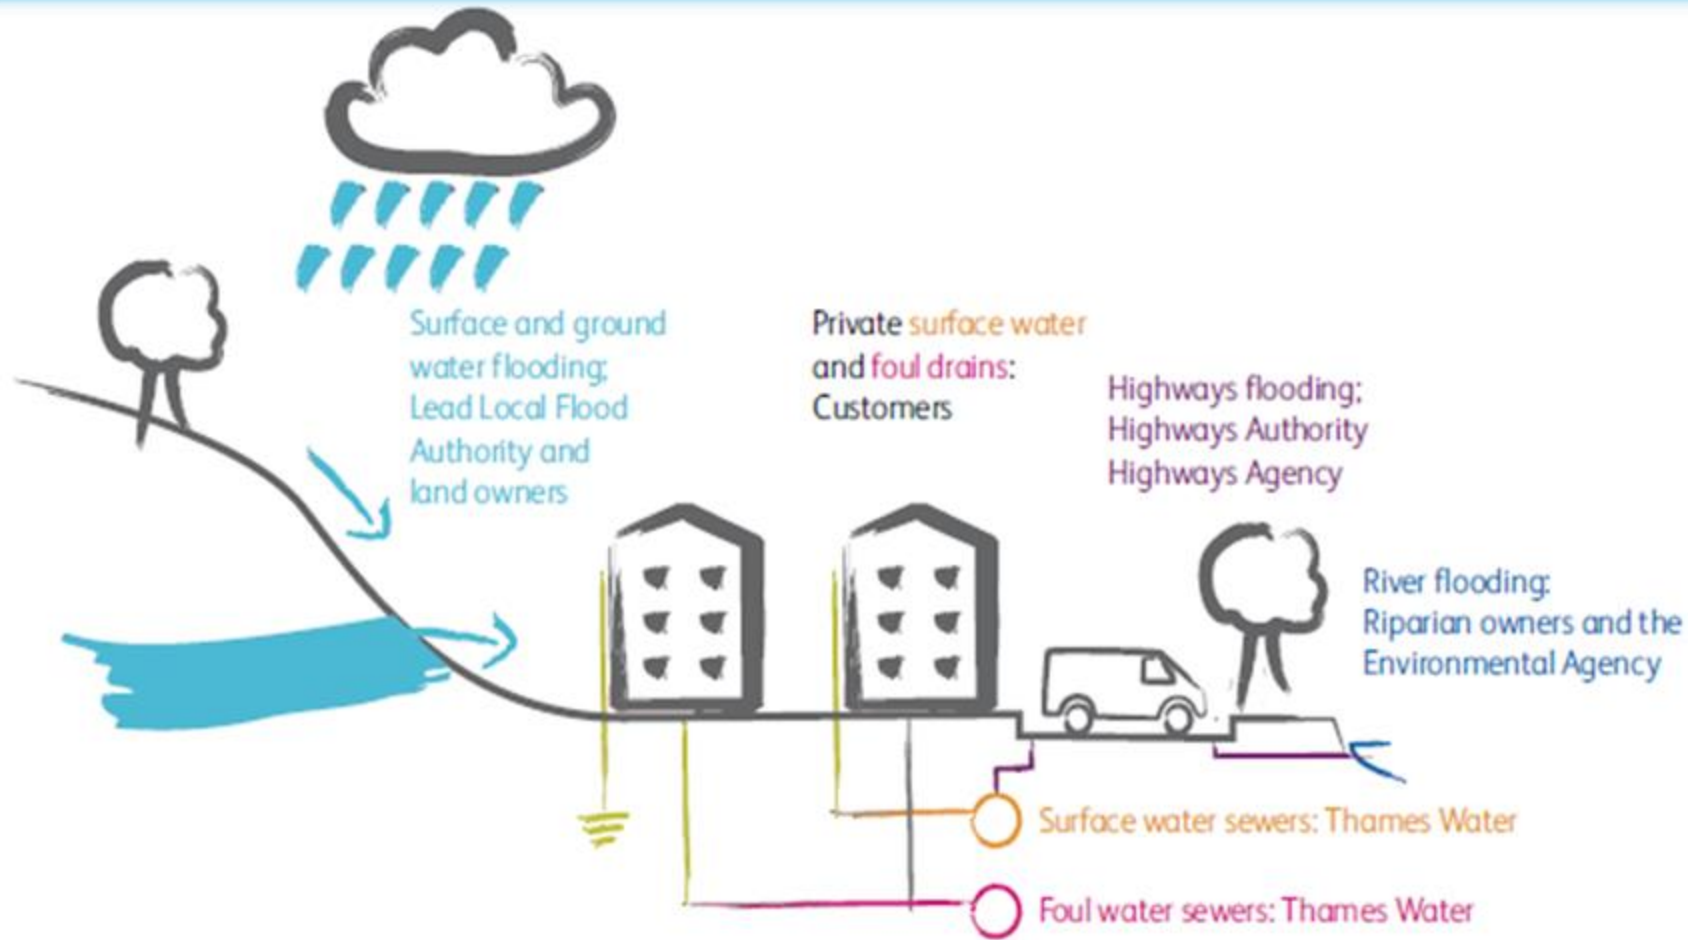 Surface and ground
water flooding;
Lead Local Flood
Authority and
land owners
Private surface water
and foul drains:
Customers
Highways flooding;
Highways Authority
Highways Agency
River flooding:
Riparian owners and the
Environmental Agency
Surface water sewers: Thames Water
Foul water sewers: Thames Water